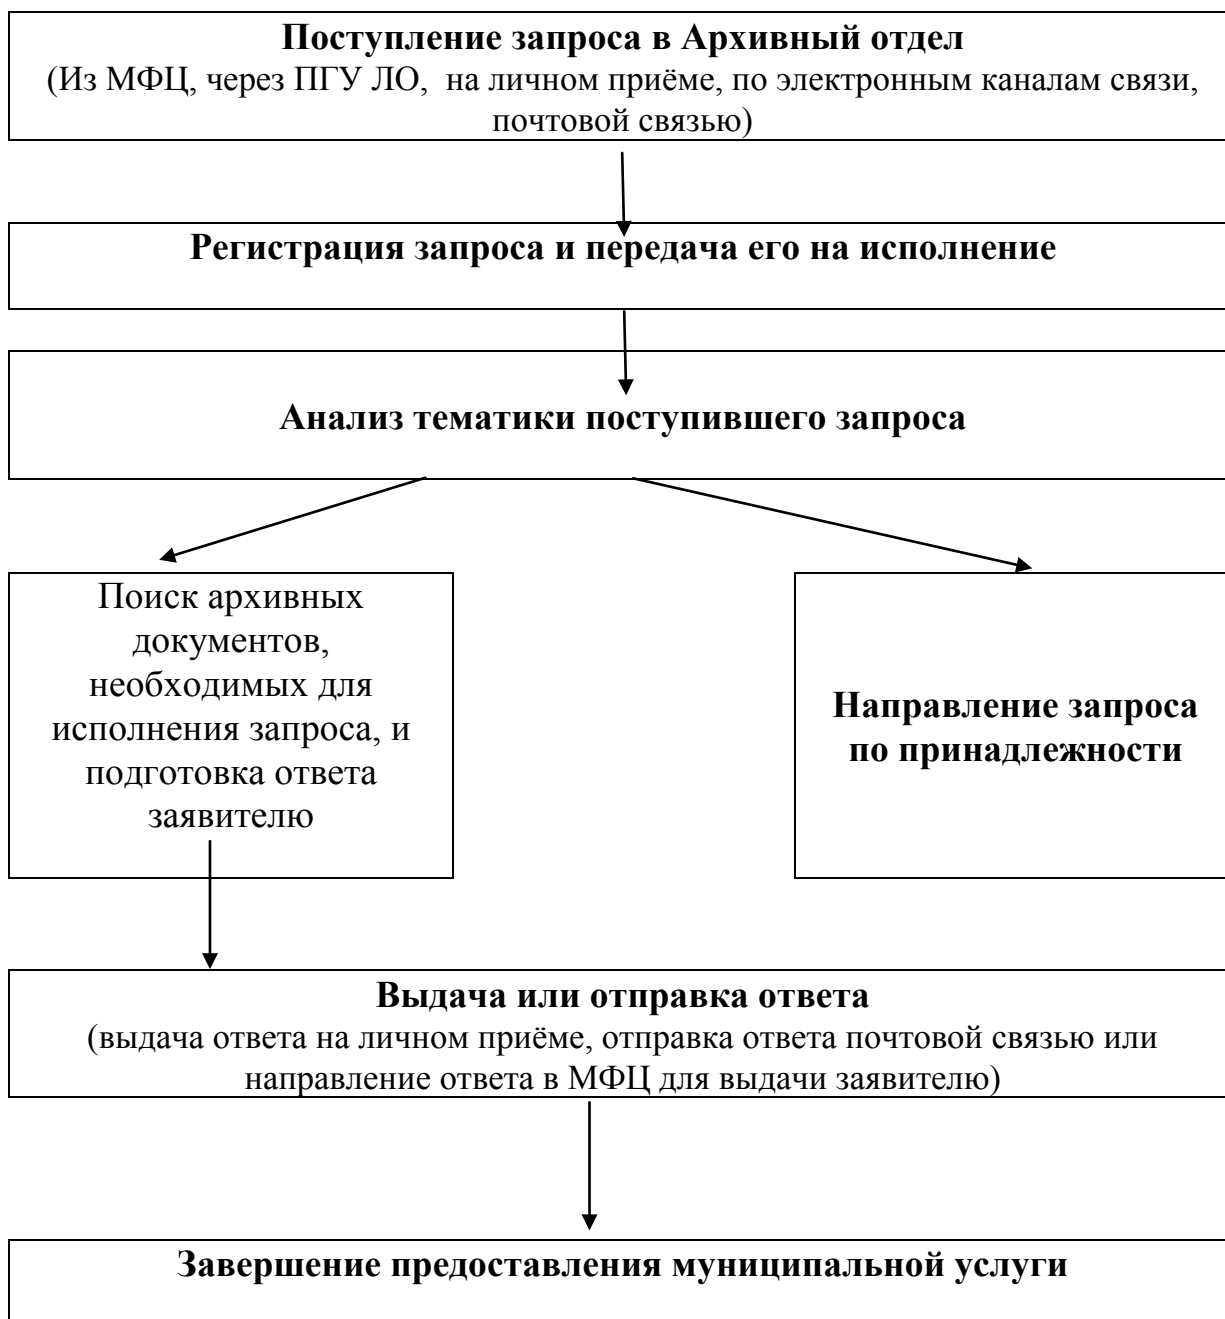 Поступление запроса в Архивный отдел
(Из МФЦ, через ПГУ ЛО, на личном приёме, по электронным каналам связи,
почтовой связью)
Регистрация запроса и передача его на исполнение
Анализ тематики поступившего запроса
Поиск архивных
документов,
необходимых для
исполнения запроса, и
подготовка ответа
заявителю
Направление запроса
по принадлежности
Выдача или отправка ответа
(выдача ответа на личном приёме, отправка ответа почтовой связью или
направление ответа в МФЦ для выдачи заявителю)
Завершение предоставления муниципальной услуги